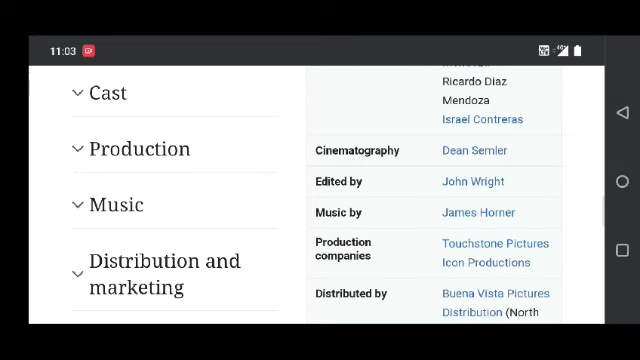 11:03
Cast
Production
Music
Distribution and
marketing
Ricardo Díaz
Mendoza
Israel Contreras
Cinematography Dean Semler
Edited by John Wright
Music by James Horner
Production
companies
Touchstone Pictures
Icon Productions
Distributed by Buena Vista Pictures
Distribution (North